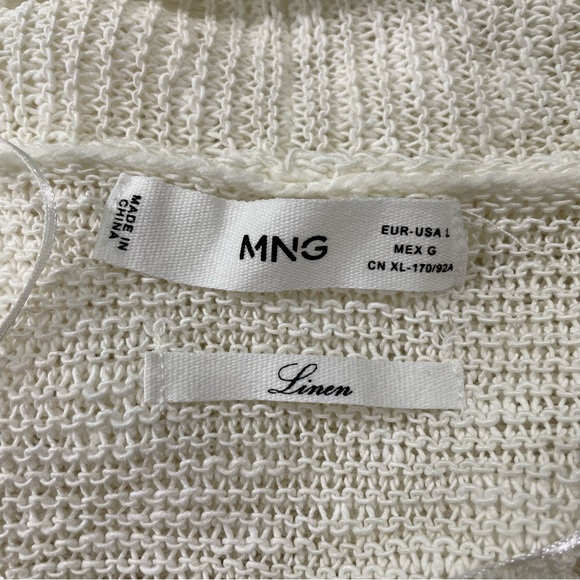 MADE IN
CHINA
MNG
EUR-USA L
MEX G
CN XL-170/92A
Linen